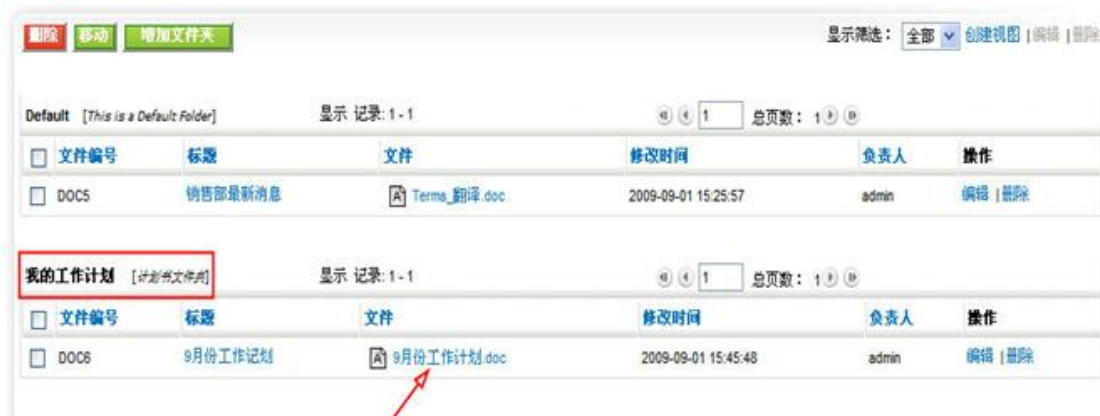 删除 移动 增加文件夹 显示筛选： 全部 创建视图 | 编辑 | 删除
Default [This is a Default Folder] 显示 记录: 1 - 1 1 总页数： 1
文件编号 标题 文件 修改时间 负责人 操作
DOC5 销售部最新消息 Terms_翻译.doc 2009-09-01 15:25:57 admin 编辑 | 删除
我的工作计划 [计划书文件夹] 显示 记录: 1 - 1 1 总页数： 1
文件编号 标题 文件 修改时间 负责人 操作
DOC6 9月份工作记划 9月份工作计划.doc 2009-09-01 15:45:48 admin 编辑 | 删除